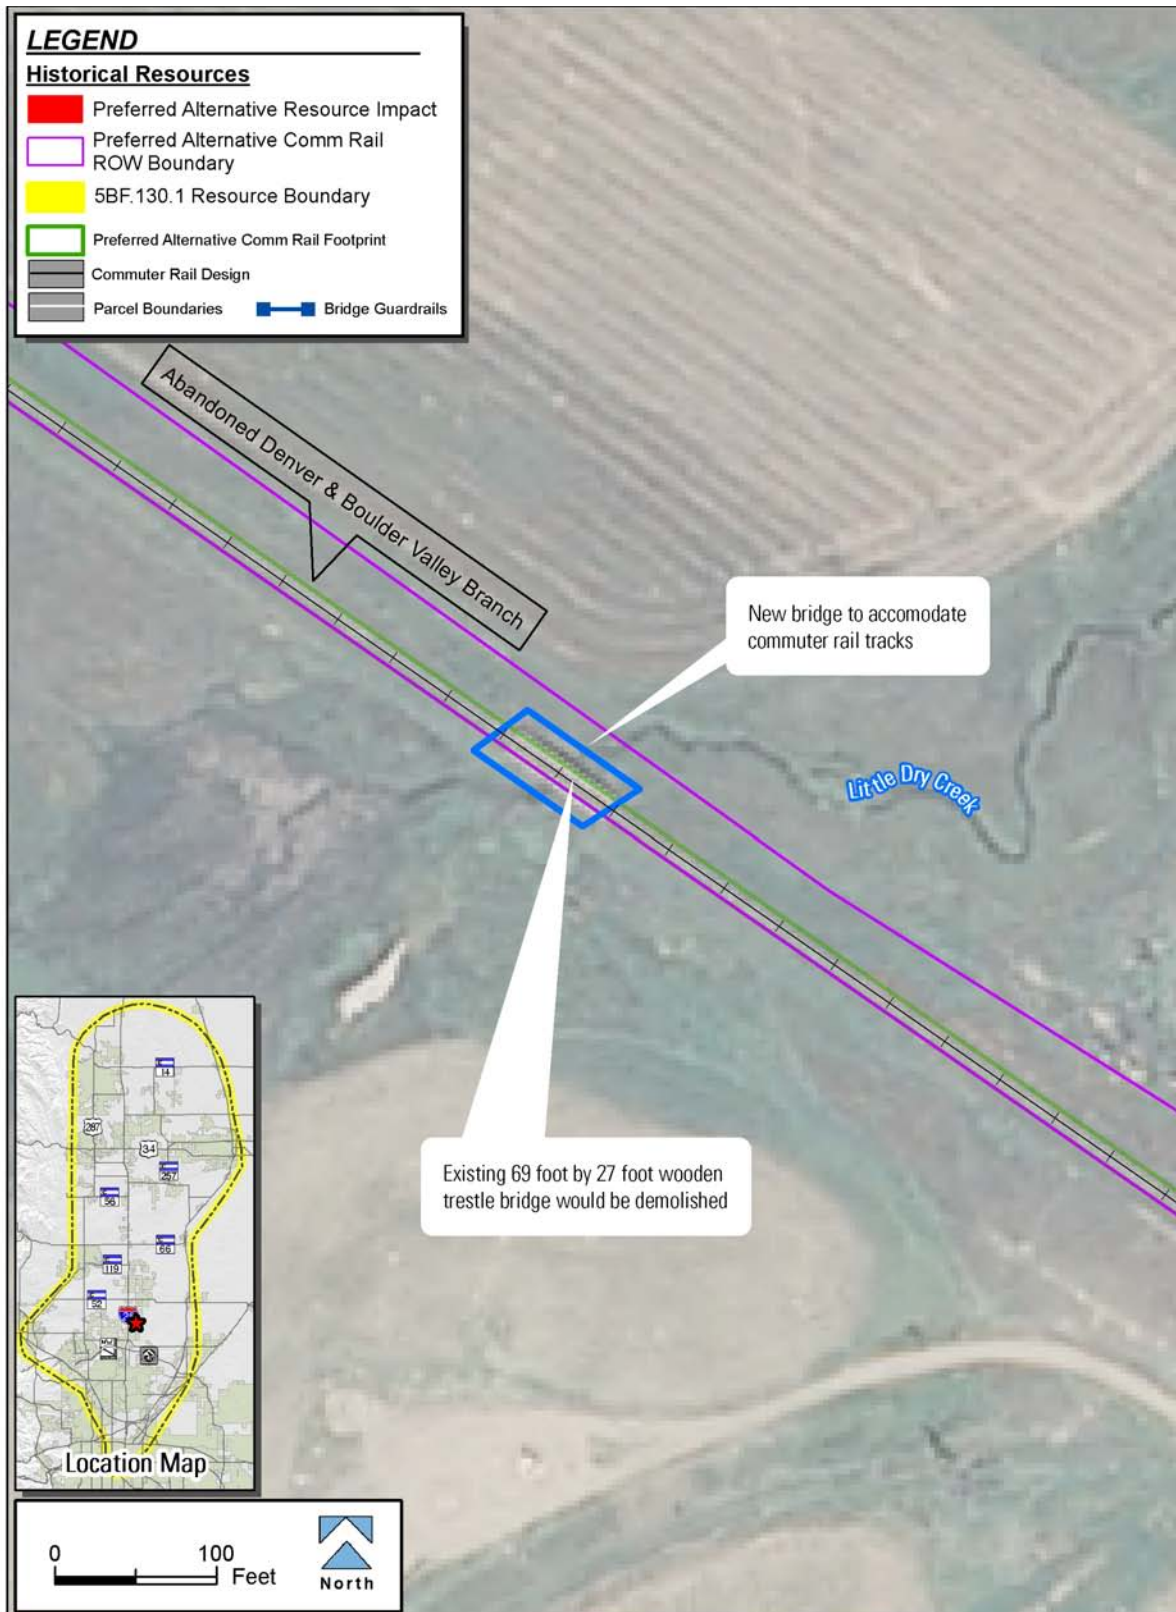 LEGEND
Historical Resources
Preferred Alternative Resource Impact
Preferred Alternative Comm Rail
ROW Boundary
5BF.130.1 Resource Boundary
Preferred Alternative Comm Rail Footprint
Commuter Rail Design
Parcel Boundaries
Bridge Guardrails
Abandoned Denver & Boulder Valley Branch
New bridge to accomodate
commuter rail tracks
Little Dry Creek
Existing 69 foot by 27 foot wooden
trestle bridge would be demolished
14
287
34
257
56
66
119
52
Location Map
0 100
Feet
North